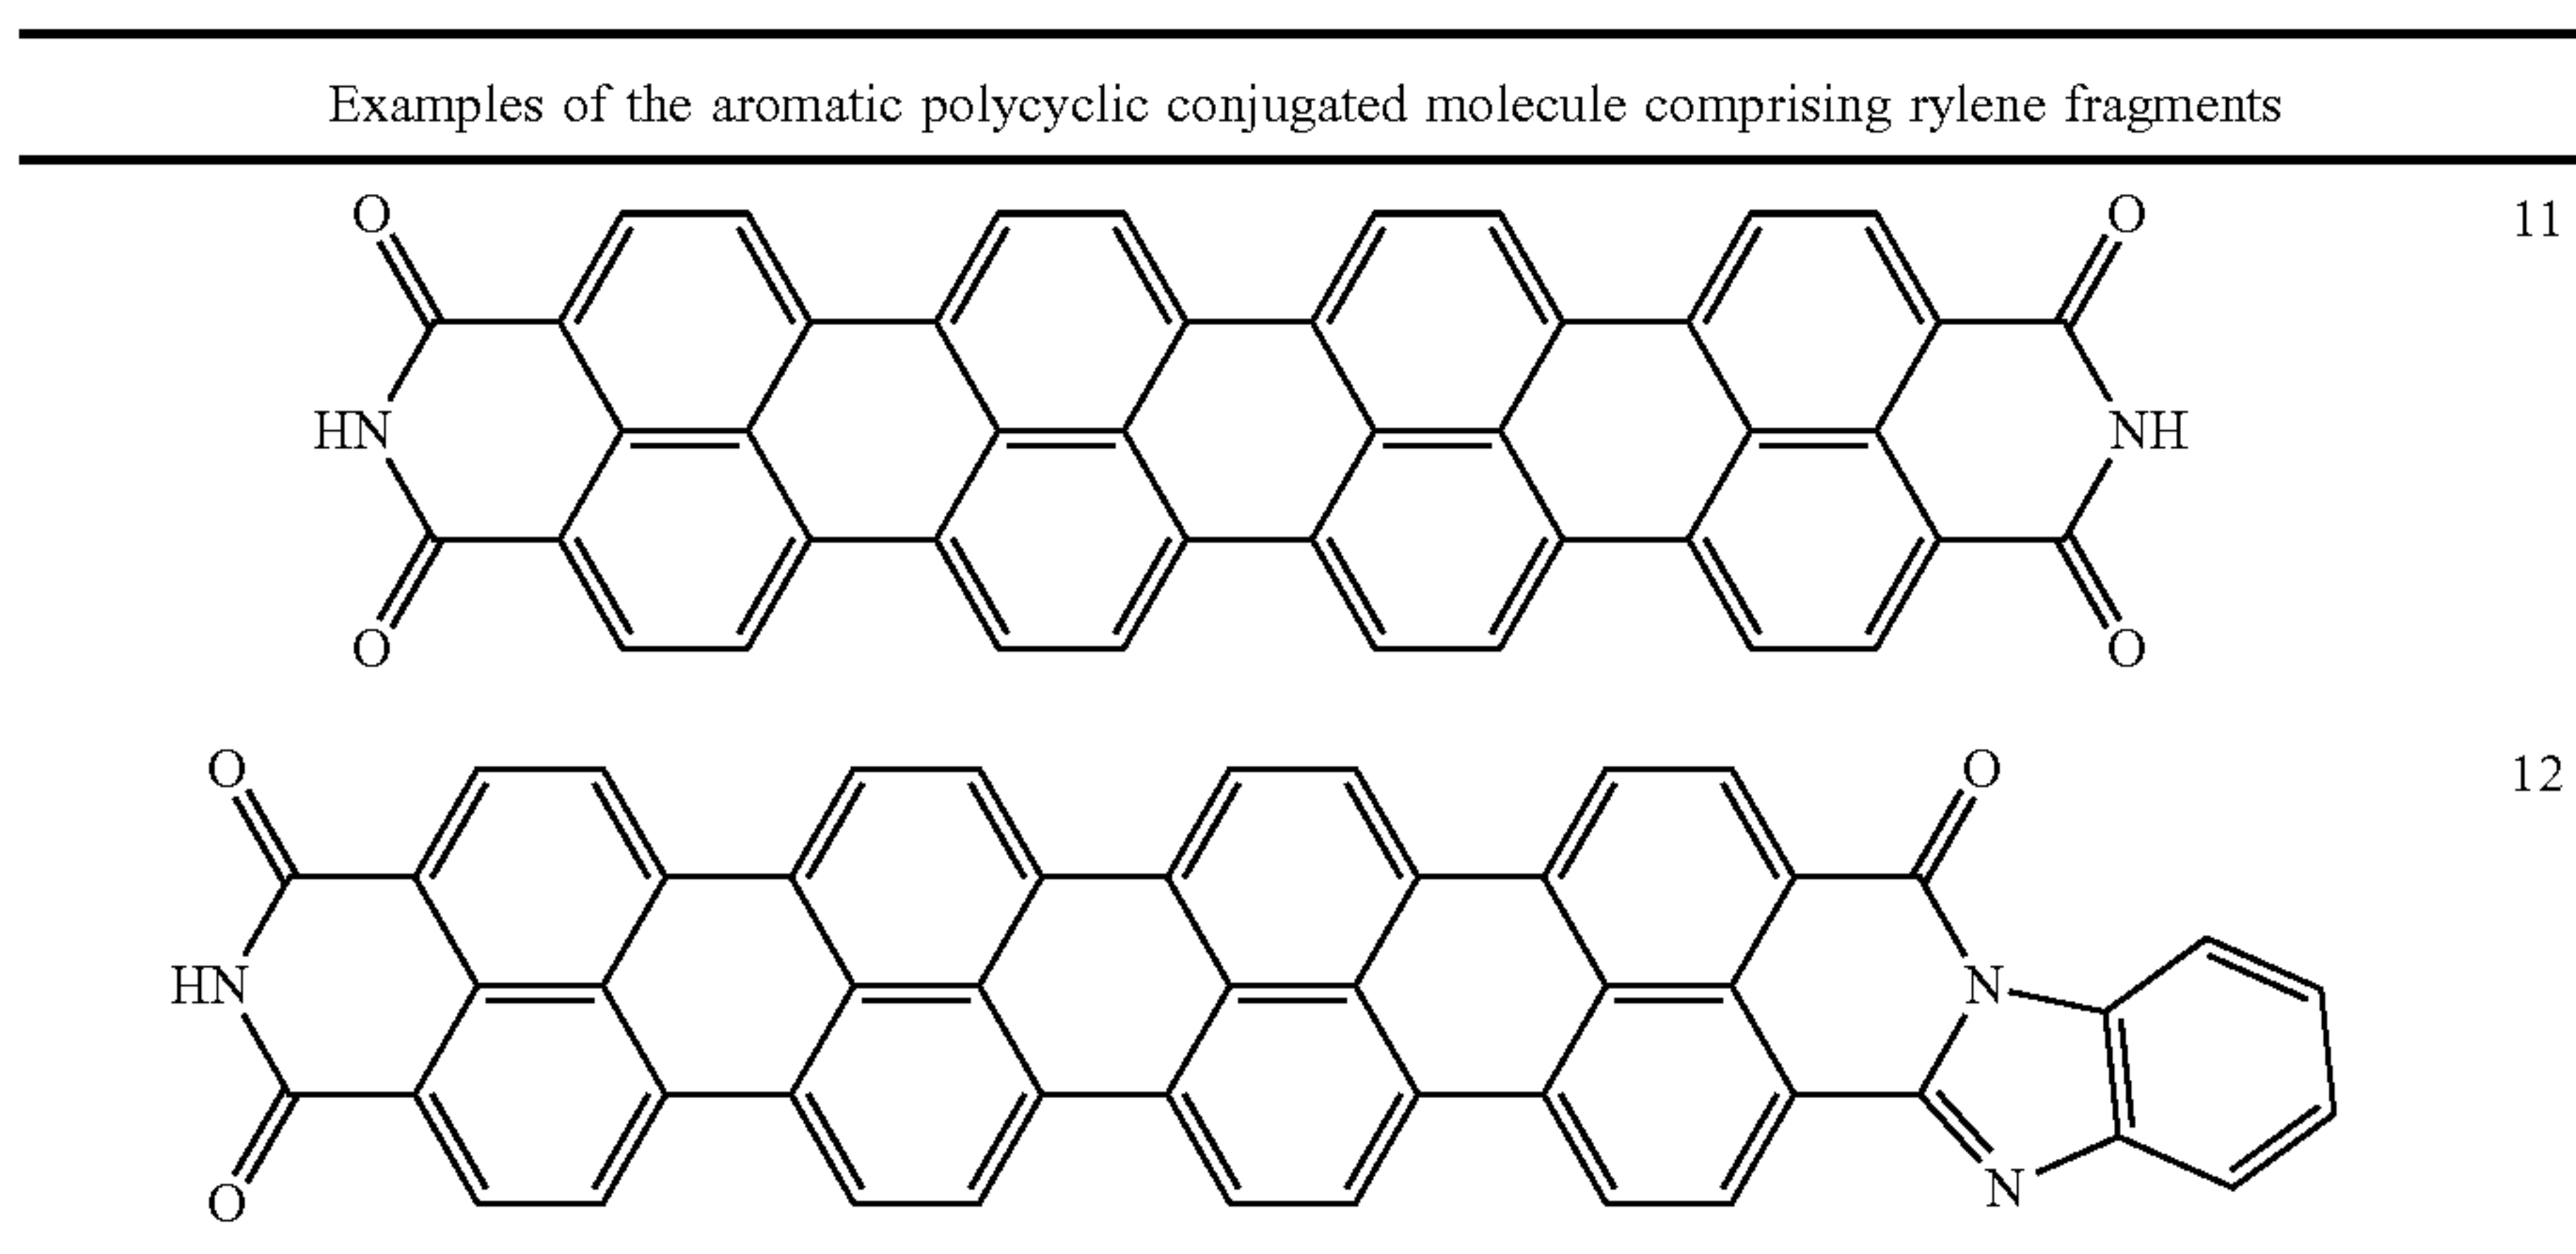 Examples of the aromatic polycyclic conjugated molecule comprising rylene fragments
O O 11
HN NH
O O
O O 12
HN N
O N